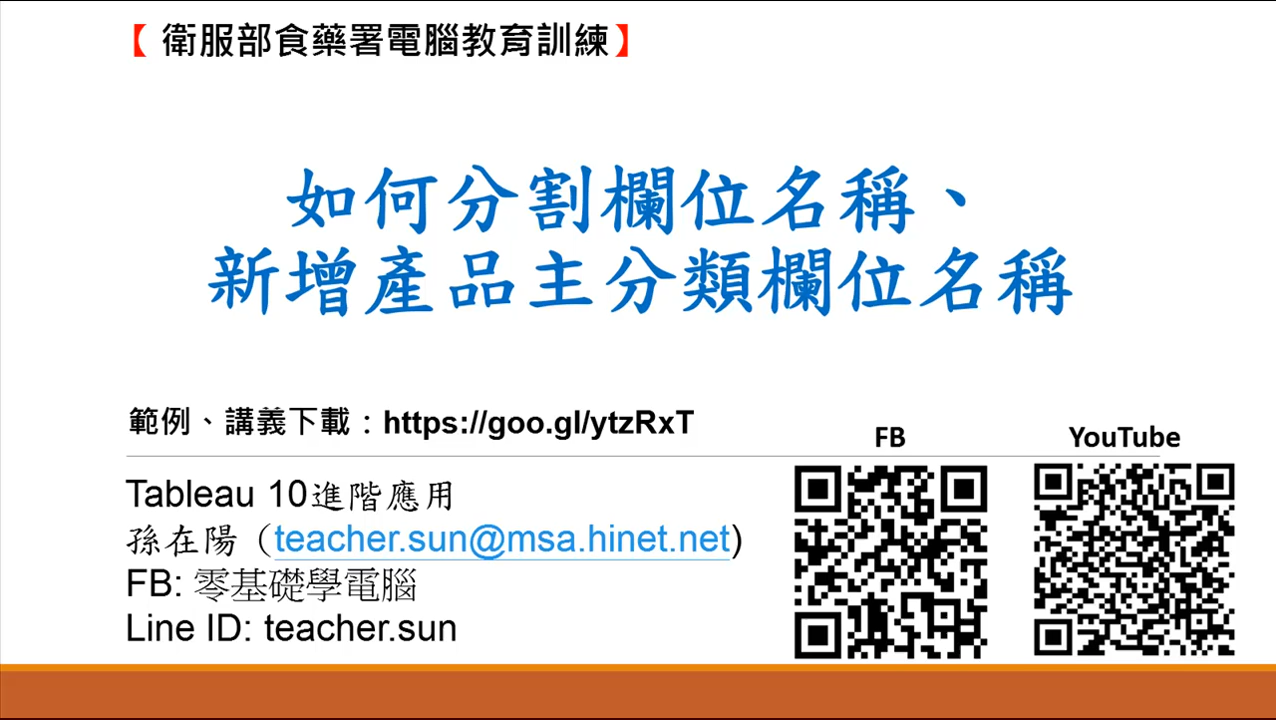 【 衛服部食藥署電腦教育訓練】
如何分割欄位名稱、
新增產品主分類欄位名稱
範例、講義下載：https://goo.gl/ytzRxT
FB
YouTube
Tableau 10進階應用
孫在陽（teacher.sun@msa.hinet.net)
FB: 零基礎學電腦
Line ID: teacher.sun